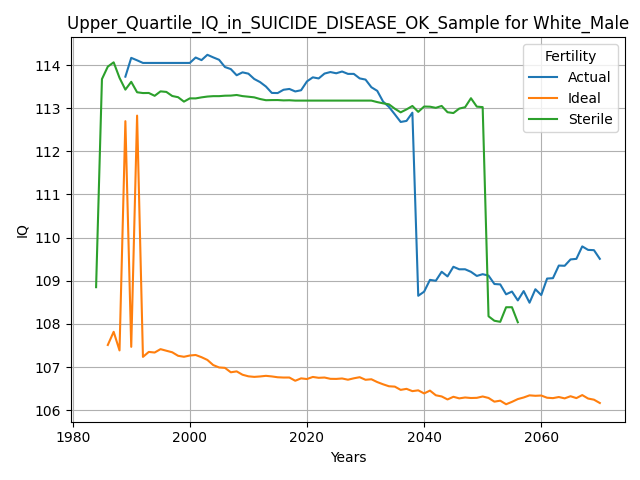 Upper_Quartile_IQ_in_SUICIDE_DISEASE_OK_Sample for White_Male
Fertility
Actual
Ideal
Sterile
IQ
114
113
112
111
110
109
108
107
106
1980
2000
2020
2040
2060
Years